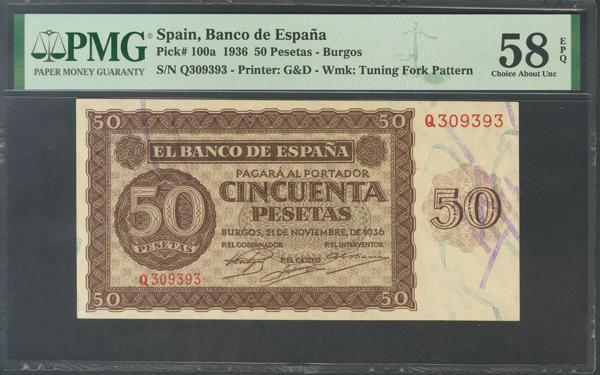 PMG
PAPER MONEY GUARANTY
Spain, Banco de España
Pick# 100a 1936 50 Pesetas - Burgos
S/N Q309393 - Printer: G&D - Wmk: Tuning Fork Pattern
58 EPQ
Choice About Unc
50 50
Q309393
EL BANCO DE ESPAÑA
PAGARÁ AL PORTADOR
CINCUENTA
PESETAS
50
PESETAS
50
BURGOS, 21 DE NOVIEMBRE, DE 1936
P.EL GOBERNADOR P.EL INTERVENTOR
P.EL CAJERO
Q309393
50 50